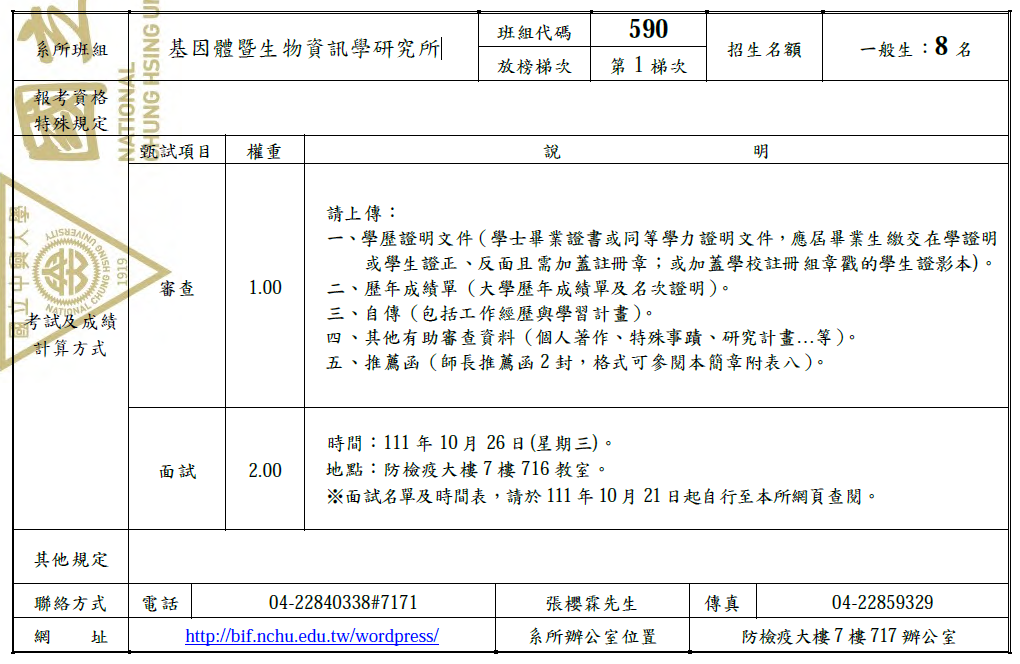 系所班組
基因體暨生物資訊學研究所
班組代碼
590
招生名額
一般生：8 名
放榜梯次
第 1 梯次
報考資格
特殊規定
考試及成績
計算方式
甄試項目
權重
說 明
審查
1.00
請上傳：
一、學歷證明文件（學士畢業證書或同等學力證明文件，應屆畢業生繳交在學證明
或學生證正、反面且需加蓋註冊章；或加蓋學校註冊組章戳的學生證影本)。
二、歷年成績單（大學歷年成績單及名次證明）。
三、自傳（包括工作經歷與學習計畫）。
四、其他有助審查資料（個人著作、特殊事蹟、研究計畫…等）。
五、推薦函（師長推薦函 2 封，格式可參閱本簡章附表八）。
面試
2.00
時間：111 年 10 月 26 日(星期三)。
地點：防檢疫大樓 7 樓 716 教室。
※面試名單及時間表，請於 111 年 10 月 21 日起自行至本所網頁查閱。
其他規定
聯絡方式
電話
04-22840338#7171
張櫻霖先生
傳真
04-22859329
網 址
http://bif.nchu.edu.tw/wordpress/
系所辦公室位置
防檢疫大樓 7 樓 717 辦公室
NATIONAL
CHUNG HSING UN
國立中興大學
NATIONAL CHUNG HSING UNIVERSITY
1919